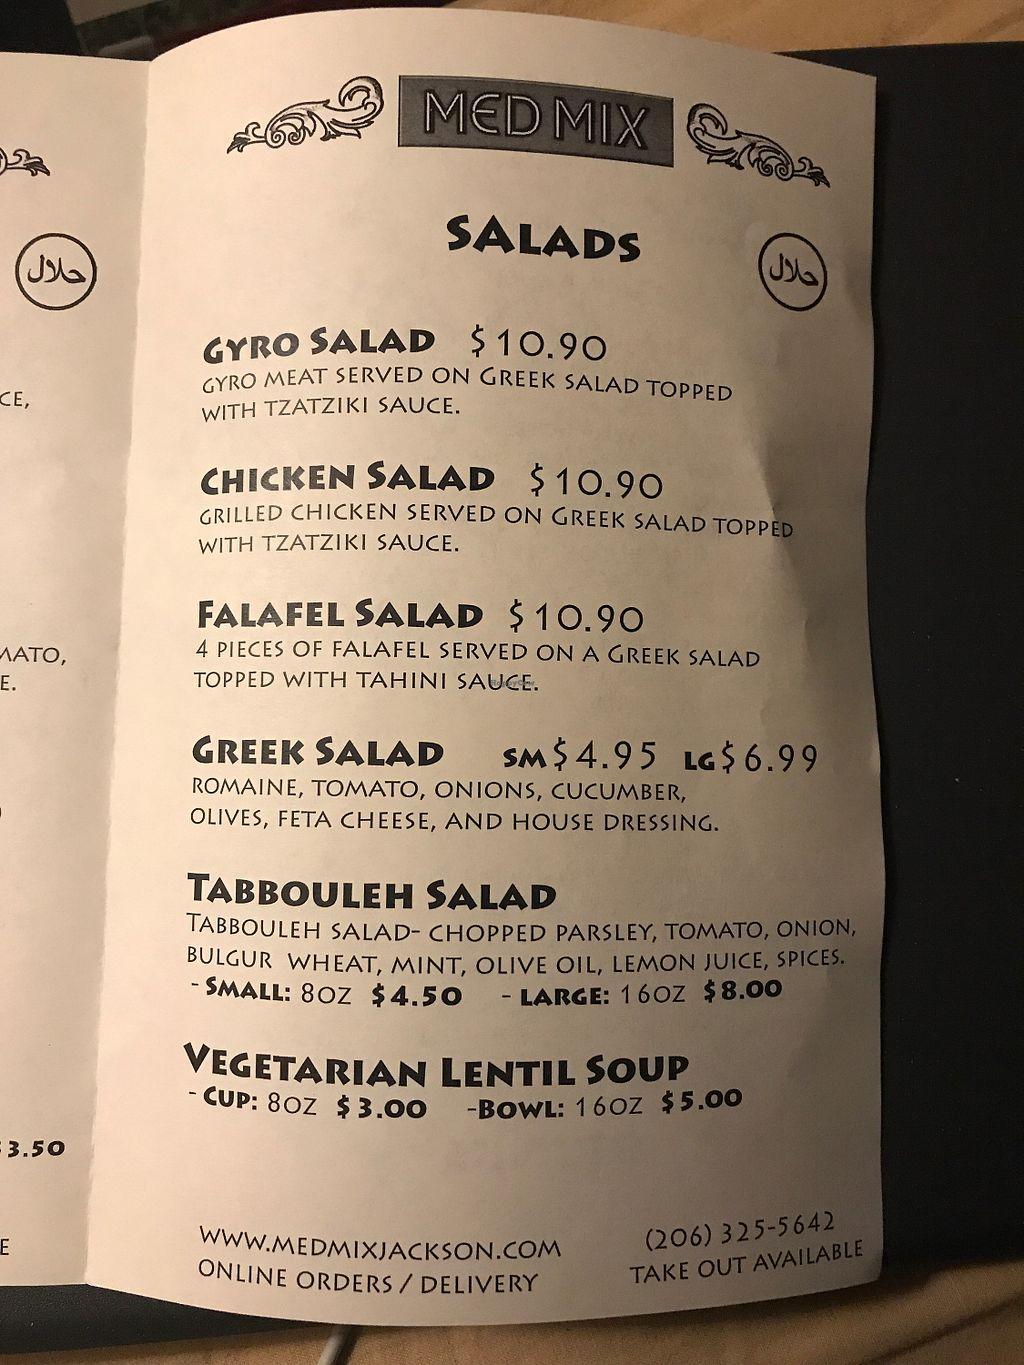 MED MIX
SALADS
حلال
حلال
GYRO SALAD $10.90
GYRO MEAT SERVED ON GREEK SALAD TOPPED
WITH TZATZIKI SAUCE.
CE,
CHICKEN SALAD $10.90
GRILLED CHICKEN SERVED ON GREEK SALAD TOPPED
WITH TZATZIKI SAUCE.
FALAFEL SALAD $10.90
4 PIECES OF FALAFEL SERVED ON A GREEK SALAD
TOPPED WITH TAHINI SAUCE.
MATO,
E.
GREEK SALAD SM $4.95 LG $6.99
ROMAINE, TOMATO, ONIONS, CUCUMBER,
OLIVES, FETA CHEESE, AND HOUSE DRESSING.
TABBOULEH SALAD
TABBOULEH SALAD- CHOPPED PARSLEY, TOMATO, ONION,
BULGUR WHEAT, MINT, OLIVE OIL, LEMON JUICE, SPICES.
- SMALL: 8OZ $4.50 - LARGE: 16OZ $8.00
VEGETARIAN LENTIL SOUP
- CUP: 8OZ $3.00 -BOWL: 16OZ $5.00
$3.50
E
WWW.MEDMIXJACKSON.COM
ONLINE ORDERS / DELIVERY
(206) 325-5642
TAKE OUT AVAILABLE